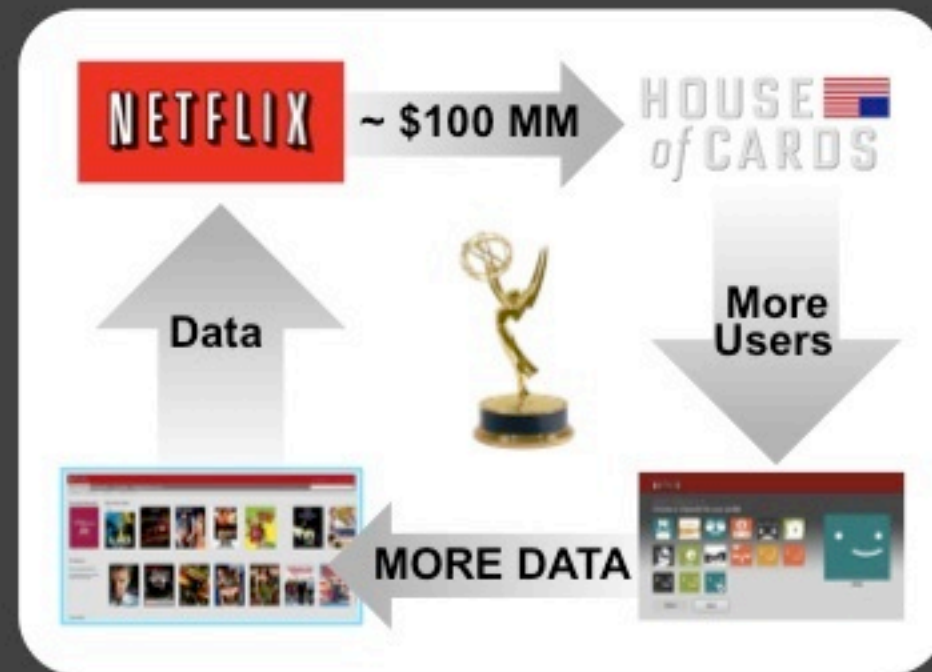 NETFLIX
~ $100 MM
HOUSE
of CARDS
Data
More
Users
MORE DATA